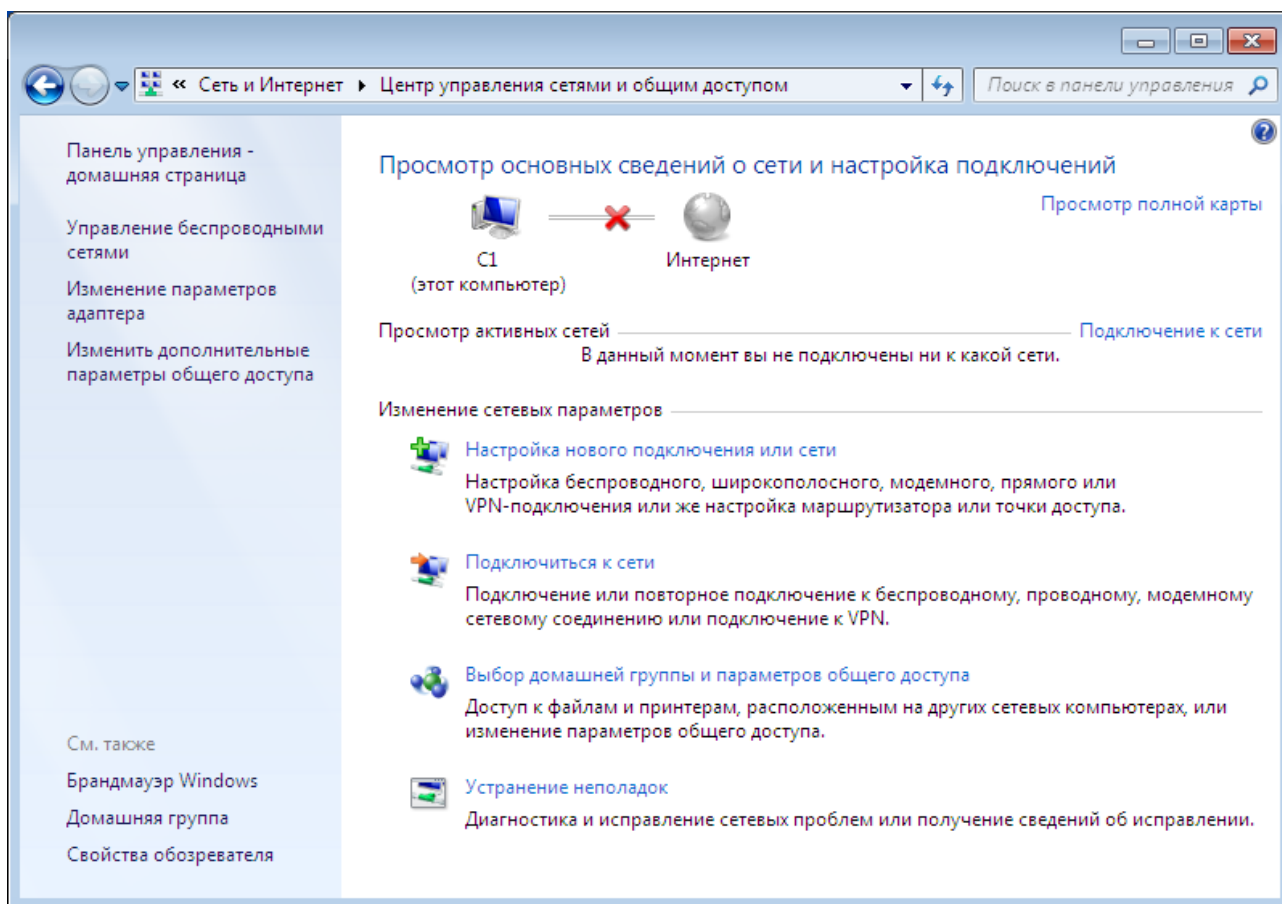 « Сеть и Интернет ▸ Центр управления сетями и общим доступом
Поиск в панели управления
Панель управления -
домашняя страница
Управление беспроводными
сетями
Изменение параметров
адаптера
Изменить дополнительные
параметры общего доступа
См. также
Брандмауэр Windows
Домашняя группа
Свойства обозревателя
Просмотр основных сведений о сети и настройка подключений
Просмотр полной карты
C1
(этот компьютер)
Интернет
Просмотр активных сетей
Подключение к сети
В данный момент вы не подключены ни к какой сети.
Изменение сетевых параметров
Настройка нового подключения или сети
Настройка беспроводного, широкополосного, модемного, прямого или
VPN-подключения или же настройка маршрутизатора или точки доступа.
Подключиться к сети
Подключение или повторное подключение к беспроводному, проводному, модемному
сетевому соединению или подключение к VPN.
Выбор домашней группы и параметров общего доступа
Доступ к файлам и принтерам, расположенным на других сетевых компьютерах, или
изменение параметров общего доступа.
Устранение неполадок
Диагностика и исправление сетевых проблем или получение сведений об исправлении.